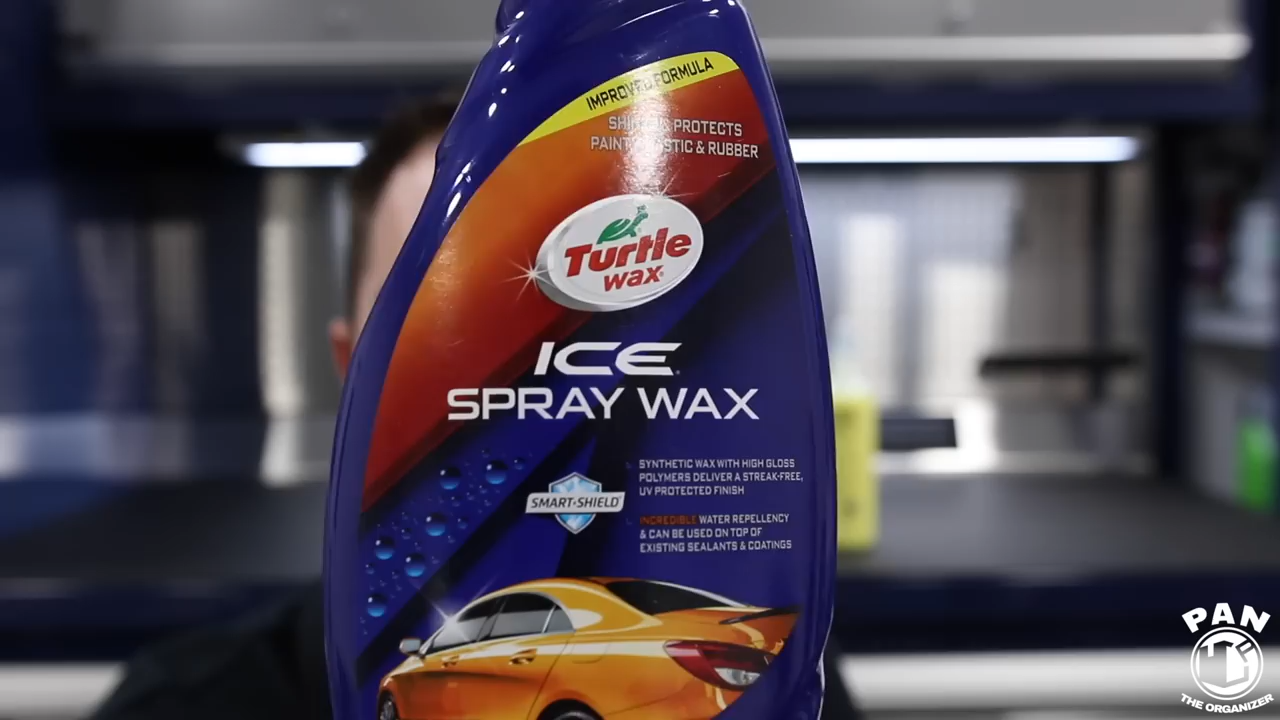 IMPROVED FORMULA
SHINES & PROTECTS
PAINT, PLASTIC & RUBBER
Turtle
wax
ICE
SPRAY WAX
SYNTHETIC WAX WITH HIGH GLOSS
POLYMERS DELIVER A STREAK-FREE,
UV PROTECTED FINISH
SMART SHIELD
INCREDIBLE WATER REPELLENCY
& CAN BE USED ON TOP OF
EXISTING SEALANTS & COATINGS
PAN
THE ORGANIZER